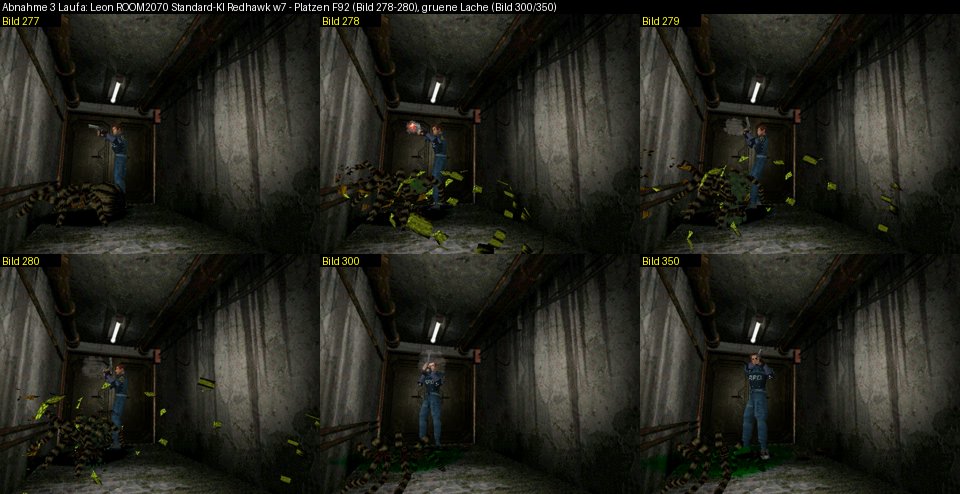 Abnahme 3 Laufa: Leon ROOM2070 Standard-KI Redhawk w7 - Platzen F92 (Bild 278-280), gruene Lache (Bild 300/350)
Bild 277
Bild 278
Bild 279
Bild 280
Bild 300
Bild 350
RPD